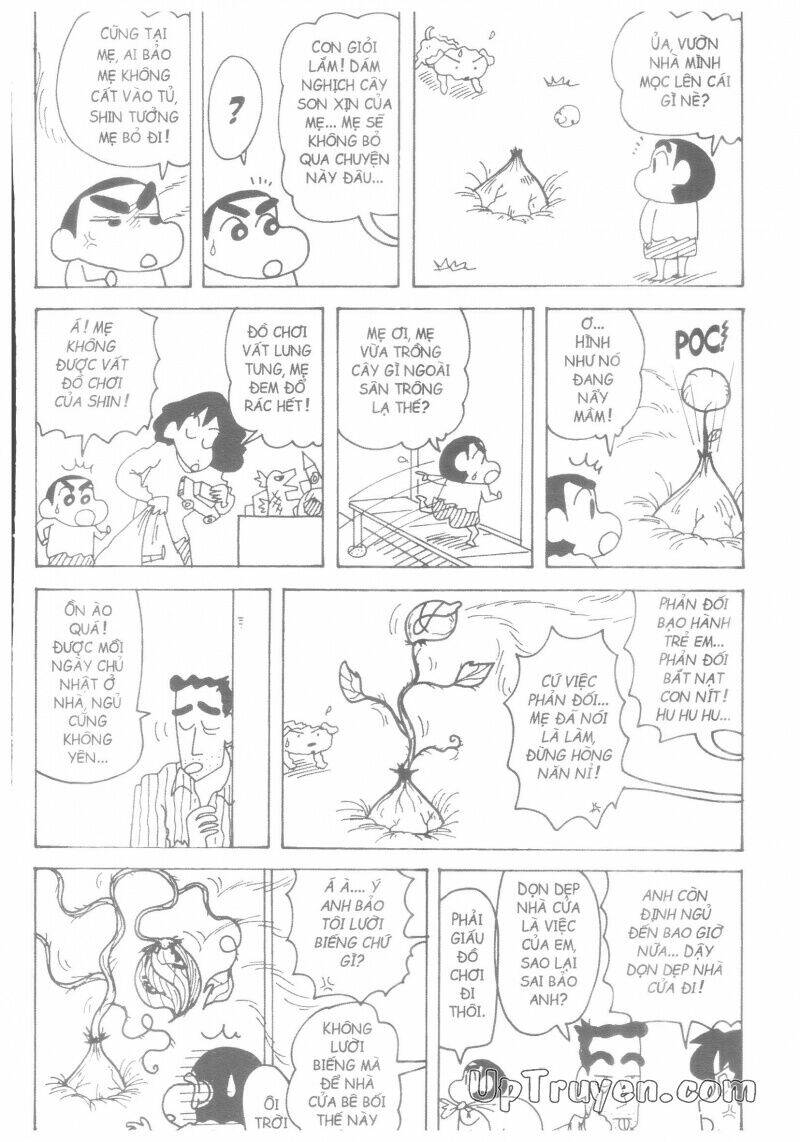 ỦA, VƯỜN
NHÀ MÌNH
MỌC LÊN CÁI
GÌ NÈ?
CON GIỎI
LẮM! DÁM
NGHỊCH CÂY
SON XỊN CỦA
MẸ... MẸ SẼ
KHÔNG BỎ
QUA CHUYỆN
NÀY ĐÂU...
?
CŨNG TẠI
MẸ, AI BẢO
MẸ KHÔNG
CẤT VÀO TỦ,
SHIN TƯỞNG
MẸ BỎ ĐI!
POC!
Ơ...
HÌNH
NHƯ NÓ
ĐANG
NẨY
MẦM!
MẸ ƠI, MẸ
VỪA TRỒNG
CÂY GÌ NGOÀI
SÂN TRÔNG
LẠ THẾ?
ĐỒ CHƠI
VẤT LUNG
TUNG, MẸ
ĐEM ĐỔ
RÁC HẾT!
Á! MẸ
KHÔNG
ĐƯỢC VẤT
ĐỒ CHƠI
CỦA SHIN!
PHẢN ĐỐI
BẠO HÀNH
TRẺ EM...
PHẢN ĐỐI
BẮT NẠT
CON NÍT!
HU HU HU...
CỨ VIỆC
PHẢN ĐỐI...
MẸ ĐÃ NÓI
LÀ LÀM,
ĐỪNG HÒNG
NĂN NỈ!
ỒN ÀO
QUÁ!
ĐƯỢC MỖI
NGÀY CHỦ
NHẬT Ở
NHÀ, NGỦ
CŨNG
KHÔNG
YÊN...
ANH CÒN
ĐỊNH NGỦ
ĐẾN BAO GIỜ
NỮA... DẬY
DỌN DẸP NHÀ
CỬA ĐI!
DỌN DẸP
NHÀ CỬA
LÀ VIỆC
CỦA EM,
SAO LẠI
SAI BẢO
ANH?
PHẢI
GIẤU
ĐỒ
CHƠI
ĐI
THÔI.
Á À.... Ý
ANH BẢO
TÔI LƯỜI
BIẾNG CHỨ
GÌ?
KHÔNG
LƯỜI
BIẾNG MÀ
ĐỂ NHÀ
CỬA BÊ BỐI
THẾ NÀY
ÔI
TRỜI
UpTruyen.com